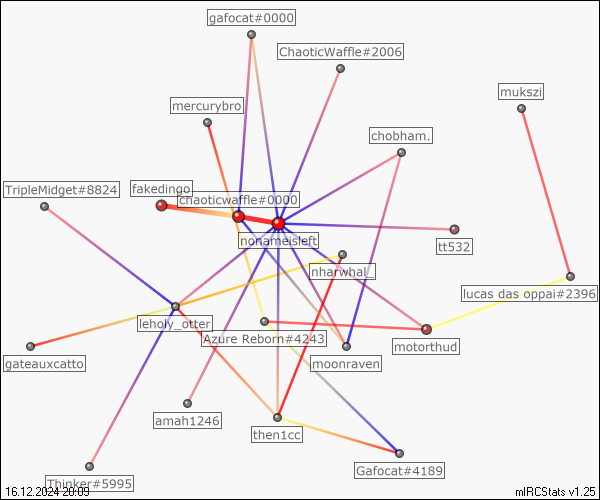 gafocat#0000
ChaoticWaffle#2006
mukszi
mercurybro
chobham.
TripleMidget#8824
fakedingo
chaoticwaffle#0000
nonameisleft
tt532
nharwhal_
lucas das oppai#2396
leholy_otter
Azure Reborn#4243
motorthud
gateauxcatto
moonraven
amah1246
then1cc
Gafocat#4189
Thinker#5995
16.12.2024 20:09
mIRCStats v1.25